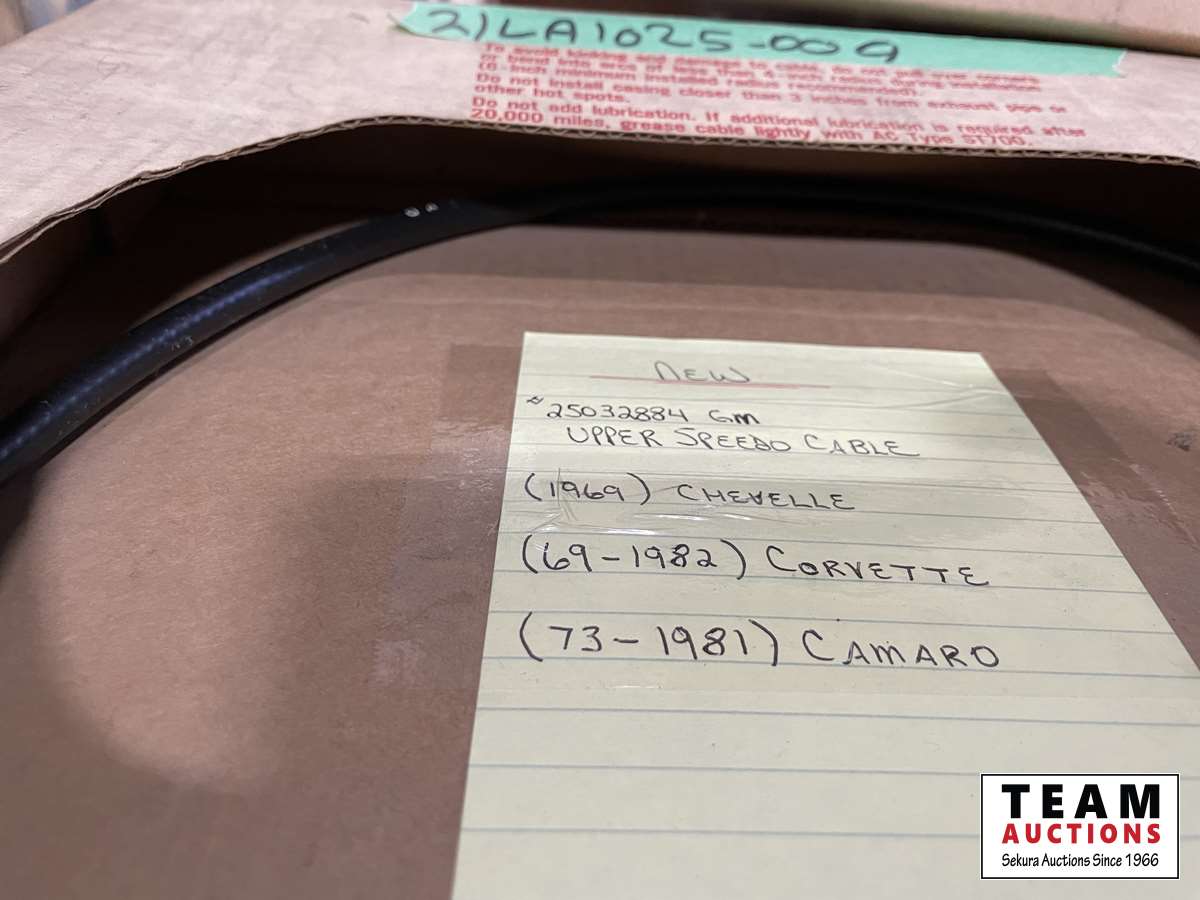 2)LA1025-009
To avoid kinking and damage to cable, do not pull over corners
or bend into arcs of less than 4-inch radius during installation
(6-inch minimum installed radius recommended).
Do not install casing closer than 3 inches from exhaust pipe or
other hot spots.
Do not add lubrication. If additional lubrication is required after
20,000 miles, grease cable lightly with AC Type ST700.
NEW
25032884 GM
UPPER SPEEDO CABLE
(1969) CHEVELLE
(69-1982) CORVETTE
(73-1981) CAMARO
TEAM
AUCTIONS
Sekura Auctions Since 1966